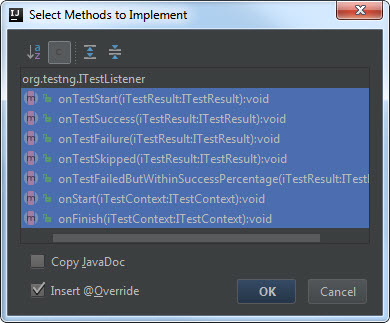 Select Methods to Implement
org.testng.ITestListener
onTestStart(iTestResult:ITestResult):void
onTestSuccess(iTestResult:ITestResult):void
onTestFailure(iTestResult:ITestResult):void
onTestSkipped(iTestResult:ITestResult):void
onTestFailedButWithinSuccessPercentage(iTestResult:ITestI
onStart(iTestContext:ITestContext):void
onFinish(iTestContext:ITestContext):void
Copy JavaDoc
Insert @Override
OK Cancel